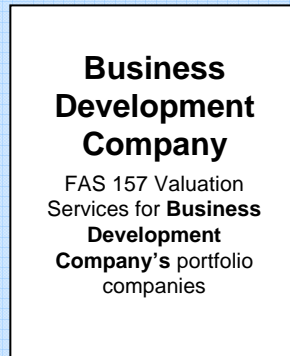 Business
Development
Company
FAS 157 Valuation
Services for Business
Development
Company's portfolio
companies